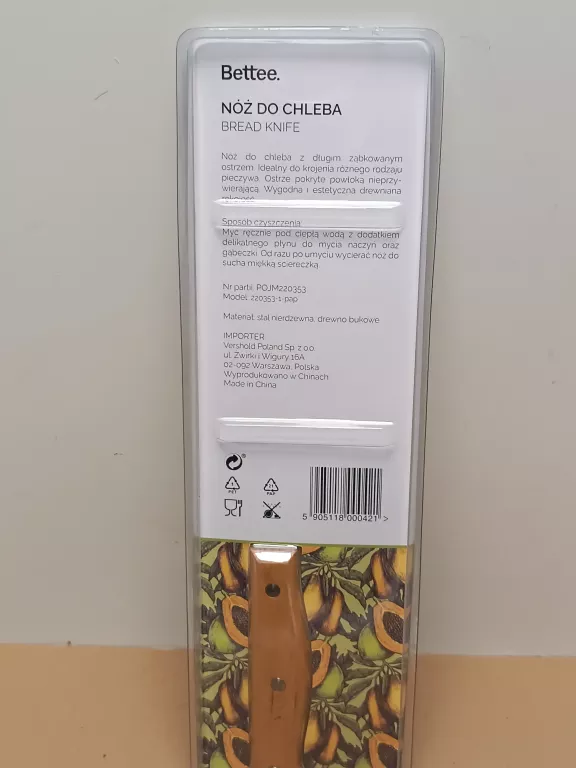 Bettee.
NÓŻ DO CHLEBA
BREAD KNIFE
Nóż do chleba z długim ząbkowanym
ostrzem. Idealny do krojenia różnego rodzaju
pieczywa. Ostrze pokryte powłoką nieprzy-
wierającą. Wygodna i estetyczna drewniana
rękojeść.
Sposób czyszczenia:
Myć ręcznie pod ciepłą wodą z dodatkiem
delikatnego płynu do mycia naczyń oraz
gąbeczki. Od razu po umyciu wycierać nóż do
sucha miękką ściereczką.
Nr partii: POJM220353
Model: 220353-1-pap
Materiał: stal nierdzewna, drewno bukowe
IMPORTER
Vershold Poland Sp. z o.o.
ul. Żwirki i Wigury 16A
02-092 Warszawa, Polska
Wyprodukowano w Chinach
Made in China
®
1
PET
21
PAP
5 905118 000421 >